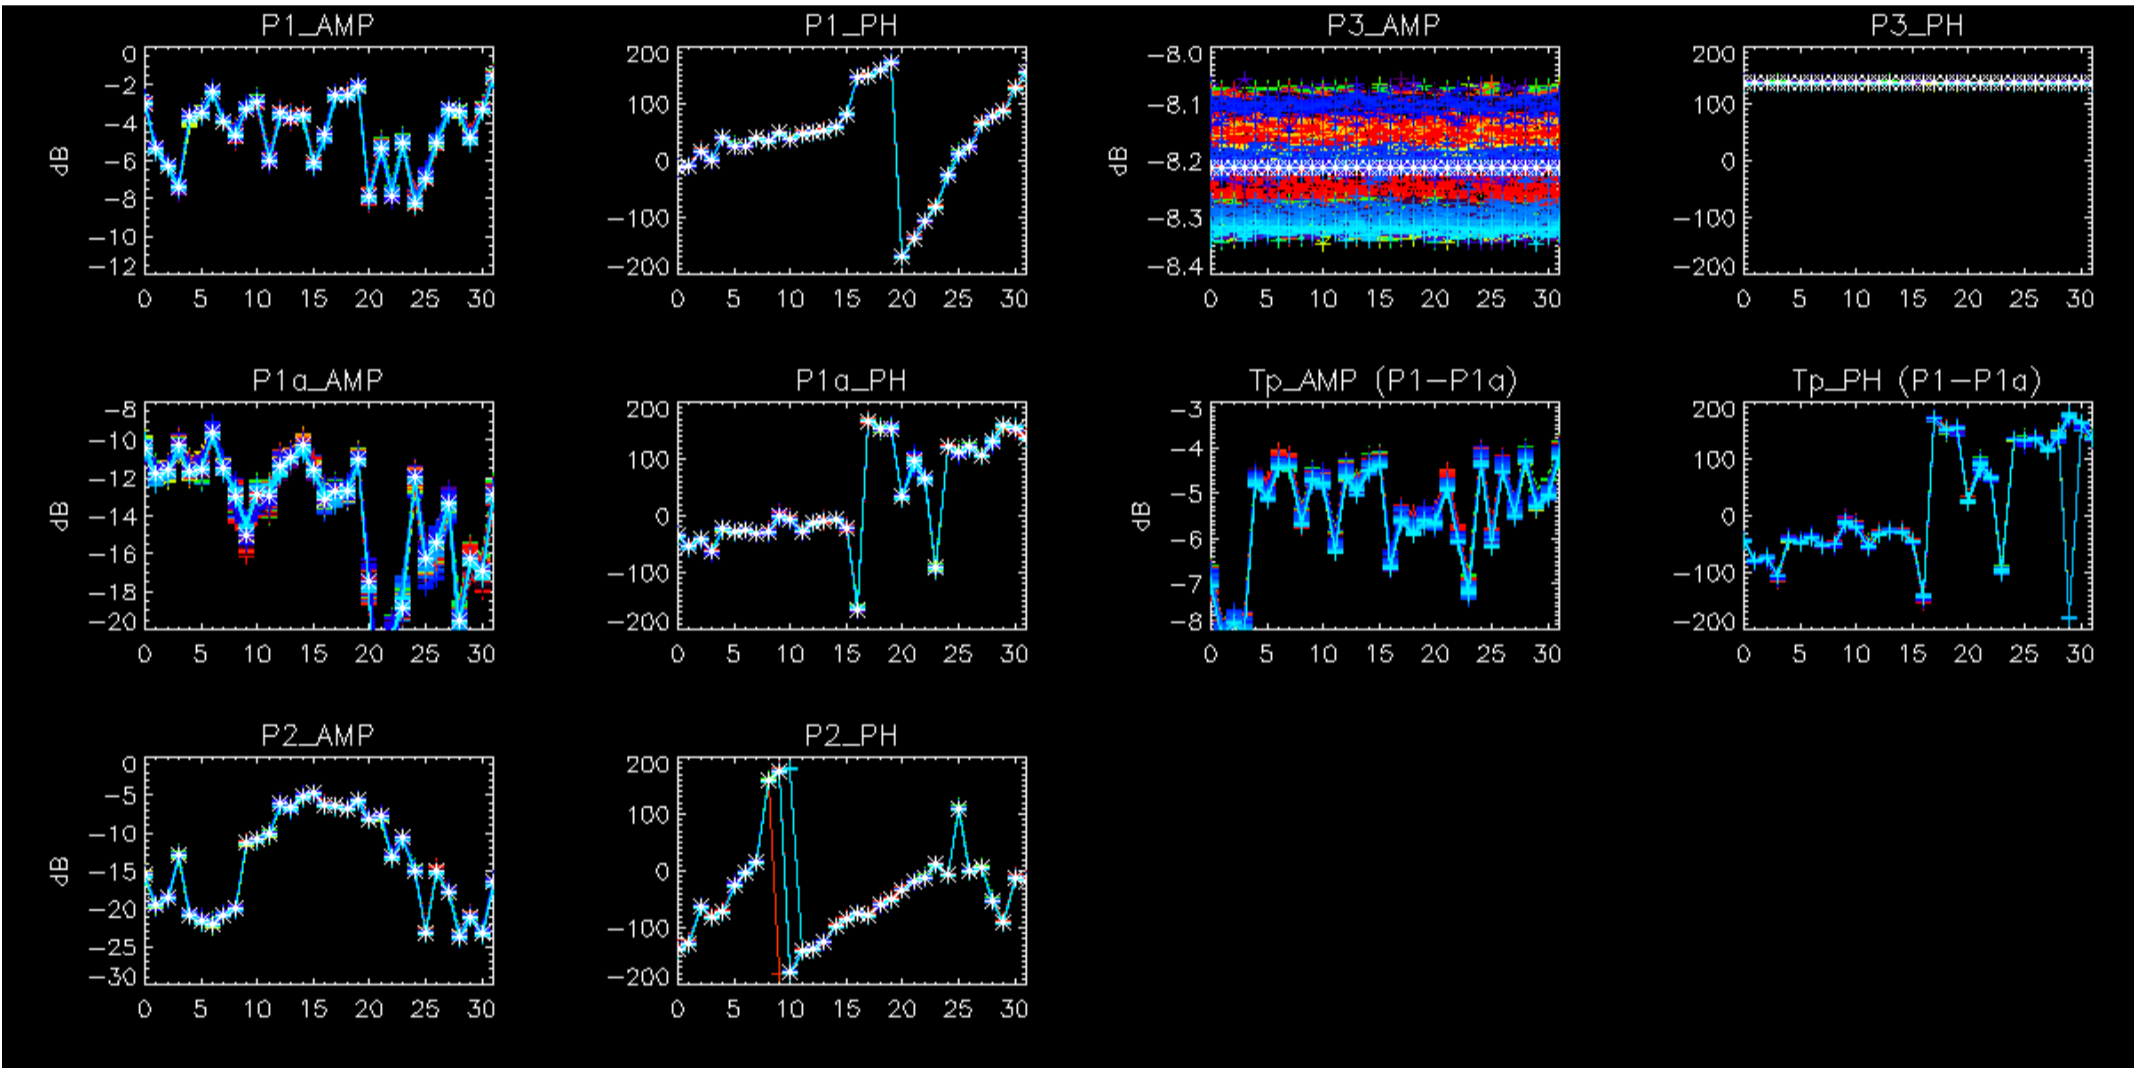 P1_AMP P1_PH P3_AMP P3_PH
0 200 -8.0 200
-2
-4 100 -8.1 100
dB -6 0 dB -8.2 0
-8
-10 -100 -8.3 -100
-12 -200 -8.4 -200
0 5 10 15 20 25 30 0 5 10 15 20 25 30 0 5 10 15 20 25 30 0 5 10 15 20 25 30
P1a_AMP P1a_PH Tp_AMP (P1-P1a) Tp_PH (P1-P1a)
-8 200 -3 200
-10 -4
-12 100 100
dB -14 0 dB -5 0
-16 -6
-18 -100 -7 -100
-20 -200 -8 -200
0 5 10 15 20 25 30 0 5 10 15 20 25 30 0 5 10 15 20 25 30 0 5 10 15 20 25 30
P2_AMP P2_PH
0 200
-5 100
-10
dB -15 0
-20 -100
-25
-30 -200
0 5 10 15 20 25 30 0 5 10 15 20 25 30